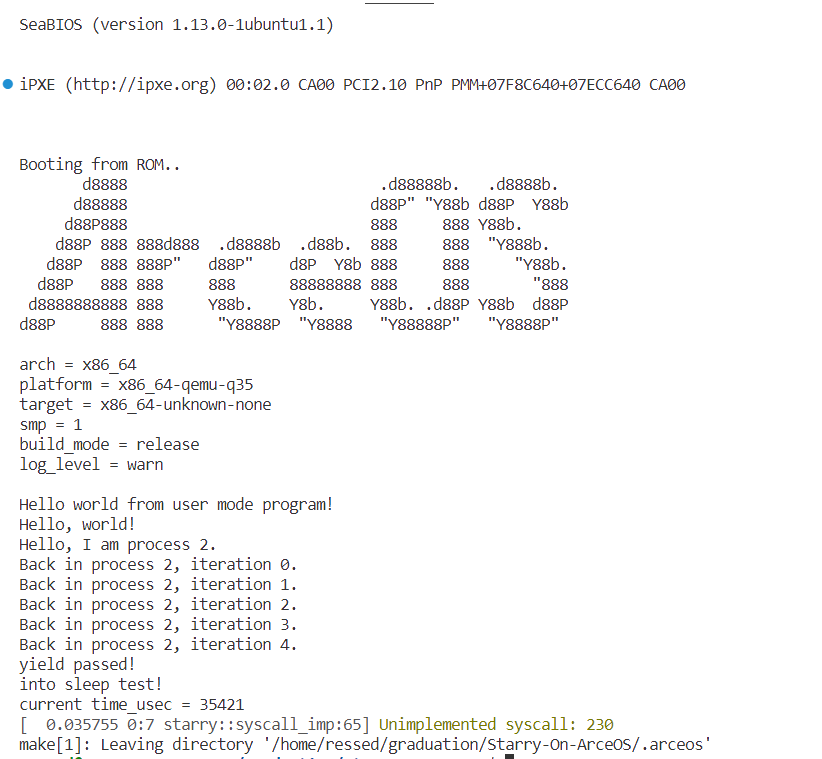 SeaBIOS (version 1.13.0-1ubuntu1.1)
iPXE (http://ipxe.org) 00:02.0 CA00 PCI2.10 PnP PMM+07F8C640+07ECC640 CA00
Booting from ROM..
       d8888                            .d88888b.   .d8888b.
      d88888                           d88P" "Y88b d88P  Y88b
     d88P888                           888     888 Y88b.
    d88P 888 888d888  .d8888b  .d88b.  888     888  "Y888b.
   d88P  888 888P"   d88P"    d8P  Y8b 888     888     "Y88b.
  d88P   888 888     888      88888888 888     888       "888
 d8888888888 888     Y88b.    Y8b.     Y88b. .d88P Y88b  d88P
d88P     888 888      "Y8888P  "Y8888   "Y88888P"   "Y8888P"
arch = x86_64
platform = x86_64-qemu-q35
target = x86_64-unknown-none
smp = 1
build_mode = release
log_level = warn
Hello world from user mode program!
Hello, world!
Hello, I am process 2.
Back in process 2, iteration 0.
Back in process 2, iteration 1.
Back in process 2, iteration 2.
Back in process 2, iteration 3.
Back in process 2, iteration 4.
yield passed!
into sleep test!
current time_usec = 35421
[  0.035755 0:7 starry::syscall_imp:65] Unimplemented syscall: 230
make[1]: Leaving directory '/home/ressed/graduation/Starry-On-ArceOS/.arceos'